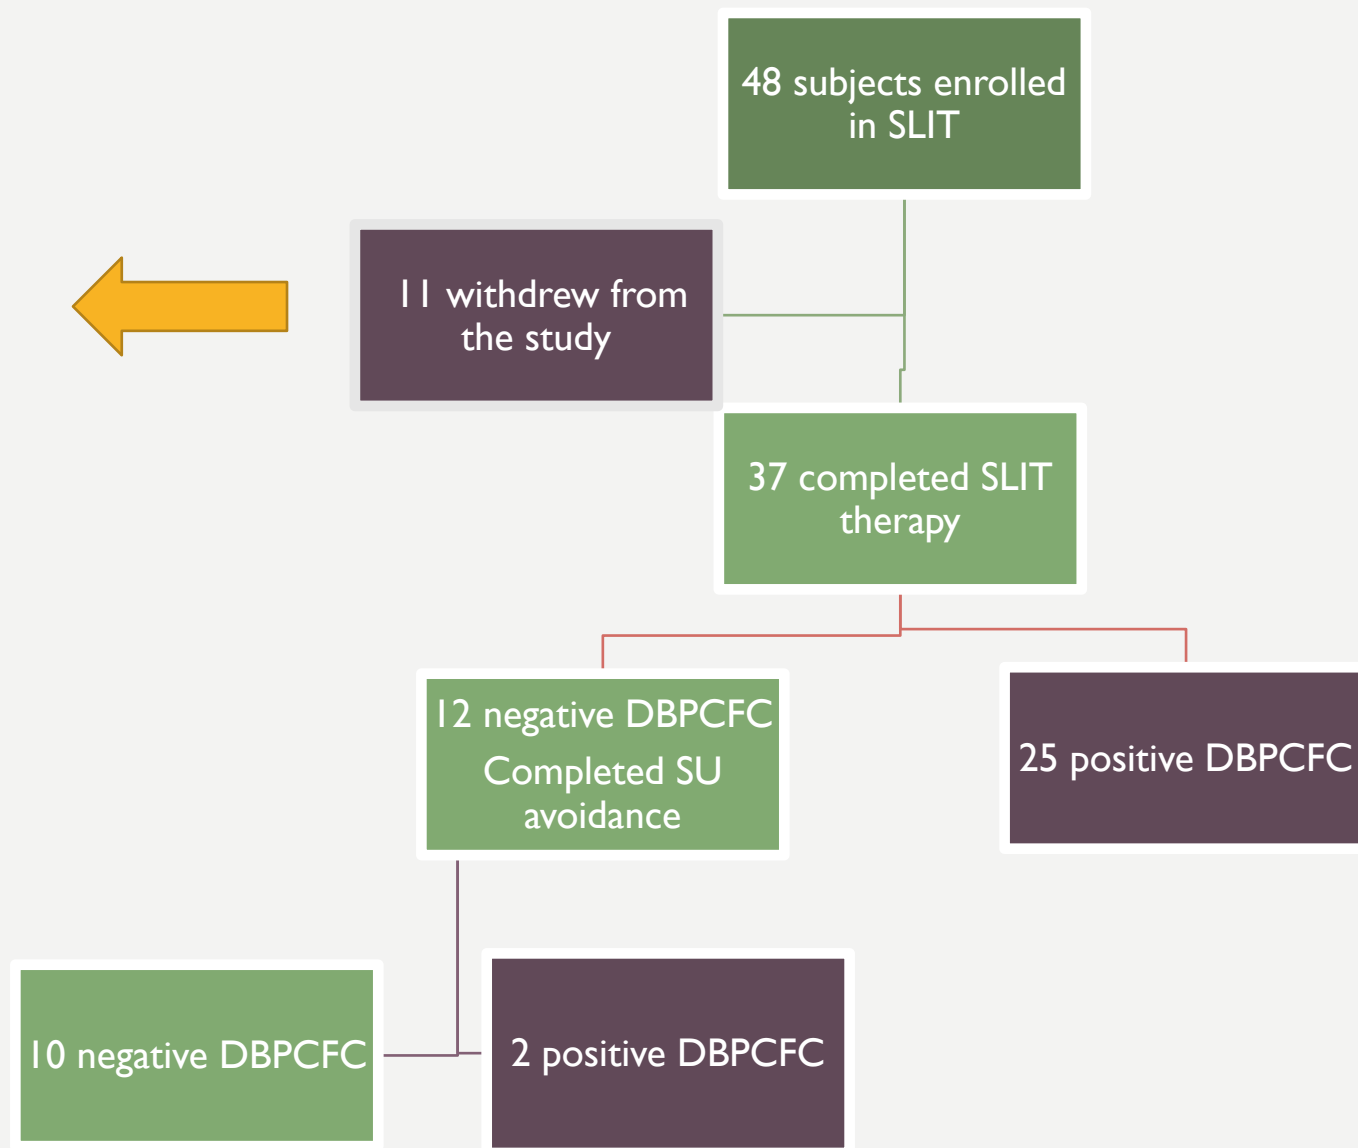 48 subjects enrolled
in SLIT
11 withdrew from
the study
37 completed SLIT
therapy
12 negative DBPCFC
Completed SU
avoidance
25 positive DBPCFC
10 negative DBPCFC
2 positive DBPCFC